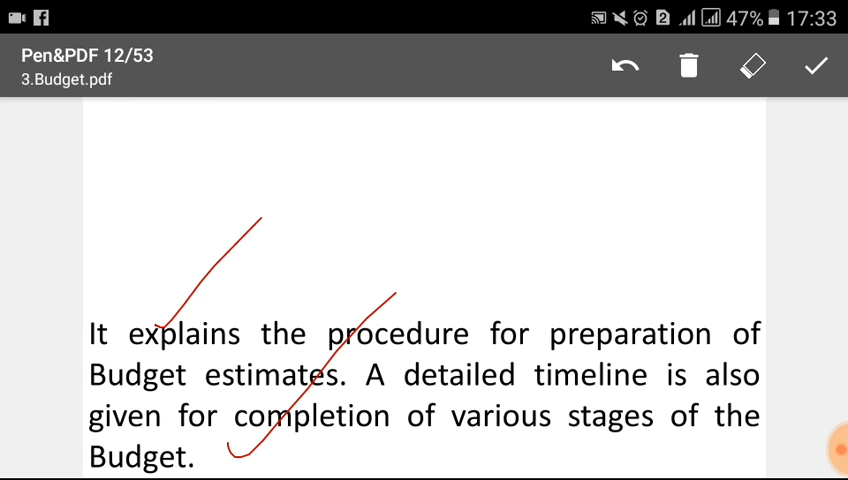 47% 17:33
Pen&PDF 12/53
3.Budget.pdf
It explains the procedure for preparation of
Budget estimates. A detailed timeline is also
given for completion of various stages of the
Budget.